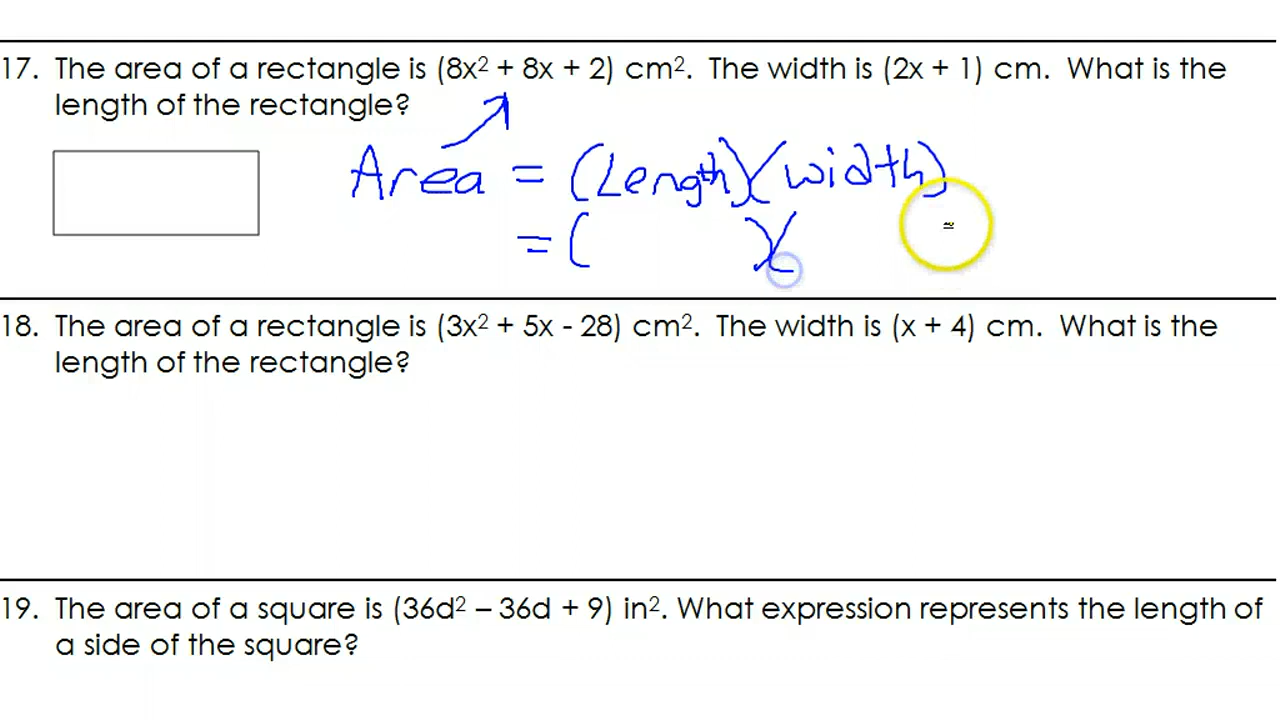 17. The area of a rectangle is (8x² + 8x + 2) cm². The width is (2x + 1) cm. What is the
length of the rectangle?
Area = (Length)(width)
= ( )(
18. The area of a rectangle is (3x² + 5x - 28) cm². The width is (x + 4) cm. What is the
length of the rectangle?
19. The area of a square is (36d² – 36d + 9) in². What expression represents the length of
a side of the square?